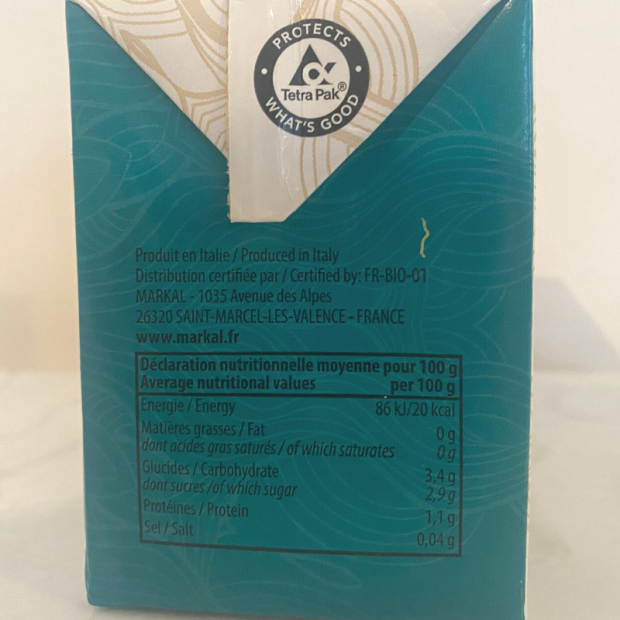 PROTECTS
Tetra Pak®
WHAT'S GOOD
Produit en Italie / Produced in Italy
Distribution certifiée par / Certified by: FR-BIO-01
MARKAL - 1035 Avenue des Alpes
26320 SAINT-MARCEL-LES-VALENCE - FRANCE
www.markal.fr
Déclaration nutritionnelle moyenne pour 100 g
Average nutritional values per 100 g
Energie / Energy 86 kJ/20 kcal
Matières grasses / Fat 0 g
dont acides gras saturés / of which saturates 0 g
Glucides / Carbohydrate 3,4 g
dont sucres /of which sugar 2,9 g
Protéines / Protein 1,1 g
Sel / Salt 0,04 g